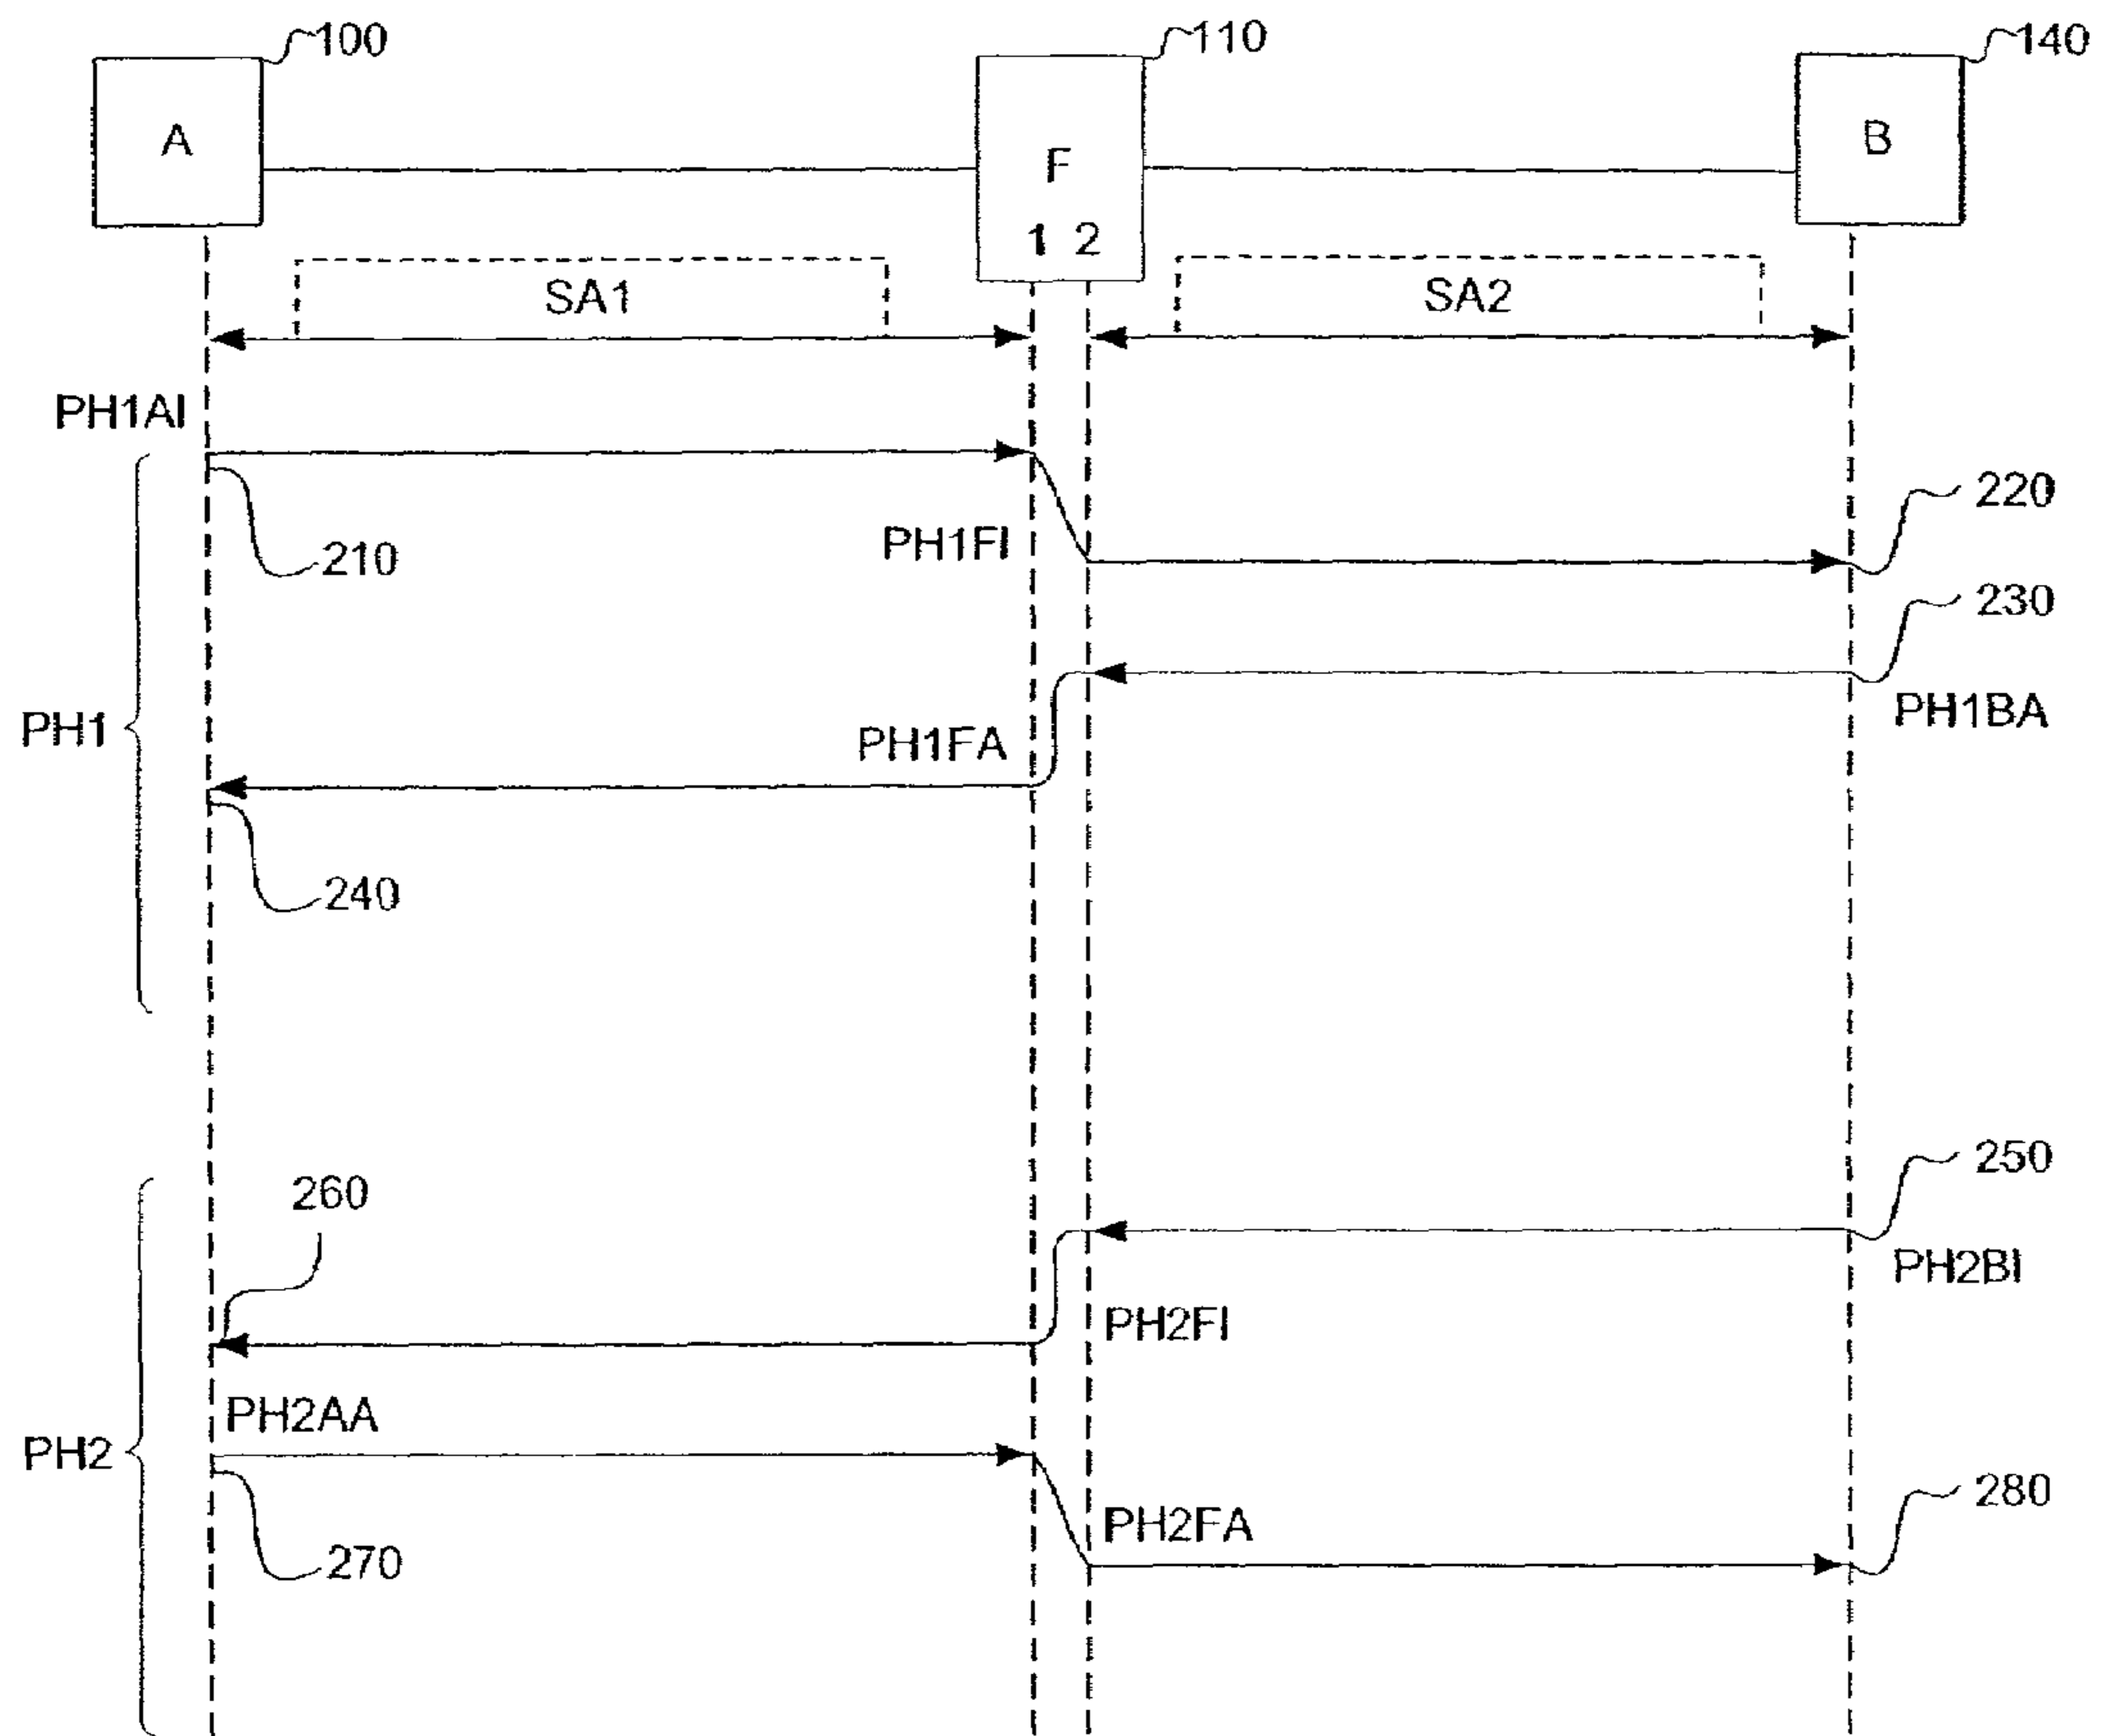 100
110
140
A
F
B
1 2
SA1
SA2
PH1AI
220
PH1FI
210
230
PH1BA
PH1
PH1FA
240
250
260
PH2BI
PH2FI
PH2AA
PH2
280
PH2FA
270